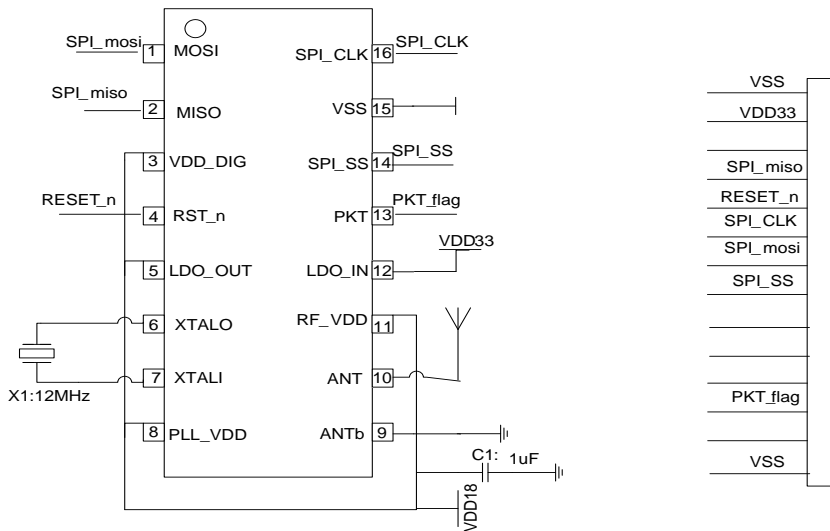 SPI_mosi 1 MOSI SPI_CLK 16 SPI_CLK
SPI_miso 2 MISO VSS 15
3 VDD_DIG SPI_SS 14 SPI_SS
RESET_n 4 RST_n PKT 13 PKT_flag
5 LDO_OUT LDO_IN 12 VDD33
6 XTALO RF_VDD 11
7 XTALI ANT 10
X1:12MHz
8 PLL_VDD ANTb 9
C1: 1uF
VDD18
VSS
VDD33
SPI_miso
RESET_n
SPI_CLK
SPI_mosi
SPI_SS
PKT_flag
VSS